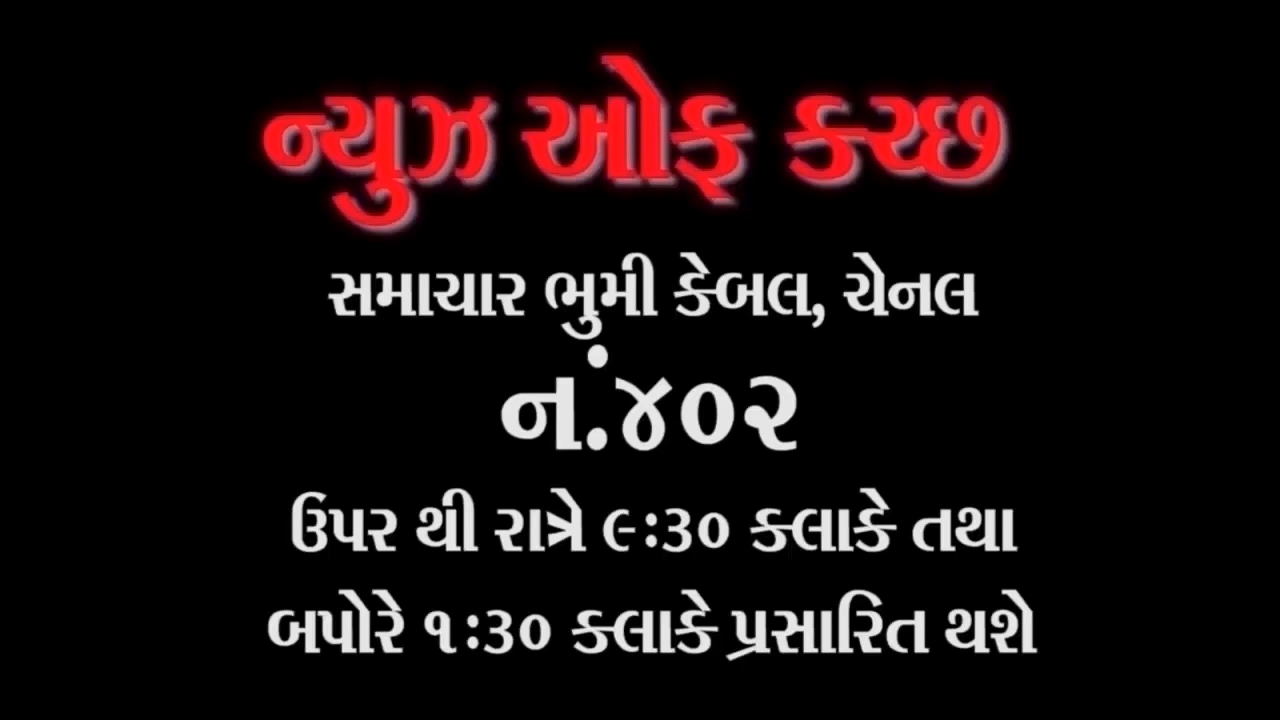 ન્યુઝ ઓફ કચ્છ
સમાચાર ભુમી કેબલ, ચેનલ
નં.૪૦૨
ઉપર થી રાત્રે ૯:૩૦ કલાકે તથા
બપોરે ૧:૩૦ કલાકે પ્રસારિત થશે